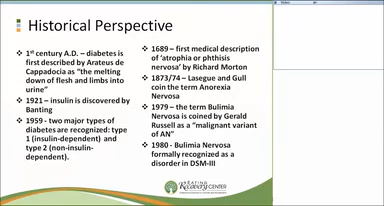 Historical Perspective
1st century A.D. – diabetes is
first described by Arateus de
Cappadocia as "the melting
down of flesh and limbs into
urine"
1921 – insulin is discovered by
Banting
1959 - two major types of
diabetes are recognized: type
1 (insulin-dependent) and
type 2 (non-insulin-
dependent).
1689 – first medical description
of 'atrophia or phthisis
nervosa' by Richard Morton
1873/74 – Lasegue and Gull
coin the term Anorexia
Nervosa
1979 – the term Bulimia
Nervosa is coined by Gerald
Russell as a "malignant variant
of AN"
1980 - Bulimia Nervosa
formally recognized as a
disorder in DSM-III
EATING
RECOVERY CENTER